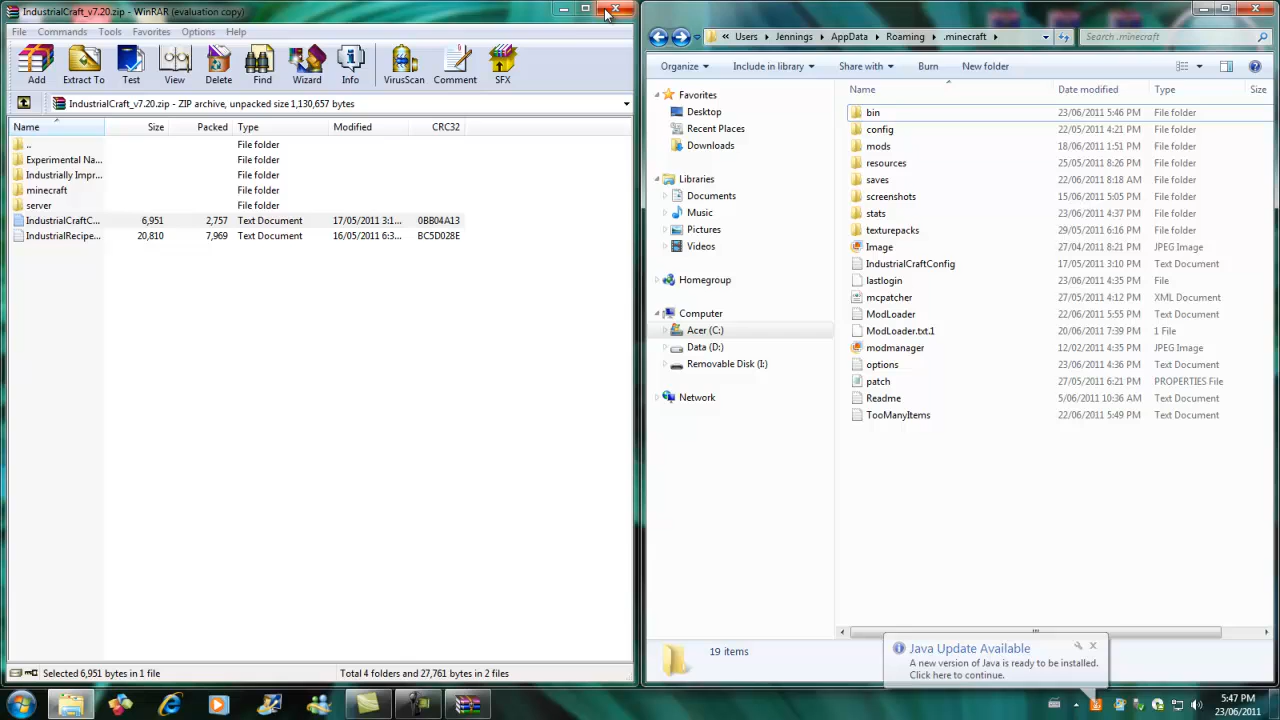 IndustrialCraft_v7.20.zip - WinRAR (evaluation copy)
File Commands Tools Favorites Options Help
Add Extract To Test View Delete Find Wizard Info VirusScan Comment SFX
IndustrialCraft_v7.20.zip - ZIP archive, unpacked size 1,130,657 bytes
Name Size Packed Type Modified CRC32
.. File folder
Experimental Na... File folder
Industrially Impr... File folder
minecraft File folder
server File folder
IndustrialCraftC... 6,951 2,757 Text Document 17/05/2011 3:1... 0BB04A13
IndustrialRecipe... 20,810 7,969 Text Document 16/05/2011 6:3... BC5D028E
Selected 6,951 bytes in 1 file Total 4 folders and 27,761 bytes in 2 files
« Users Jennings AppData Roaming .minecraft Search .minecraft
Organize Include in library Share with Burn New folder
Favorites
Desktop
Recent Places
Downloads
Libraries
Documents
Music
Pictures
Videos
Homegroup
Computer
Acer (C:)
Data (D:)
Removable Disk (I:)
Network
Name Date modified Type Size
bin 23/06/2011 5:46 PM File folder
config 22/05/2011 4:21 PM File folder
mods 18/06/2011 1:51 PM File folder
resources 25/05/2011 8:26 PM File folder
saves 22/06/2011 8:18 AM File folder
screenshots 15/06/2011 5:05 PM File folder
stats 23/06/2011 4:37 PM File folder
texturepacks 29/05/2011 6:16 PM File folder
Image 27/04/2011 8:21 PM JPEG Image
IndustrialCraftConfig 17/05/2011 3:10 PM Text Document
lastlogin 23/06/2011 4:36 PM File
mcpatcher 27/05/2011 4:12 PM XML Document
ModLoader 22/06/2011 5:55 PM Text Document
ModLoader.txt.1 20/06/2011 7:39 PM 1 File
modmanager 12/02/2011 4:35 PM JPEG Image
options 23/06/2011 4:36 PM Text Document
patch 27/05/2011 6:21 PM PROPERTIES File
Readme 5/06/2011 10:36 AM Text Document
TooManyItems 22/06/2011 5:49 PM Text Document
19 items
Java Update Available
A new version of Java is ready to be installed.
Click here to continue.
5:47 PM
23/06/2011